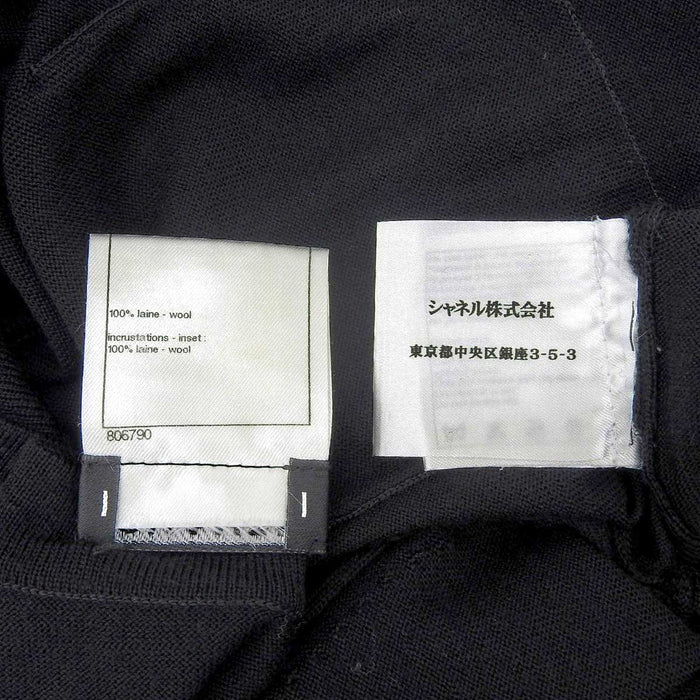 100% laine - wool
incrustations - inset :
100% laine - wool
806790
シャネル株式会社
東京都中央区銀座3-5-3